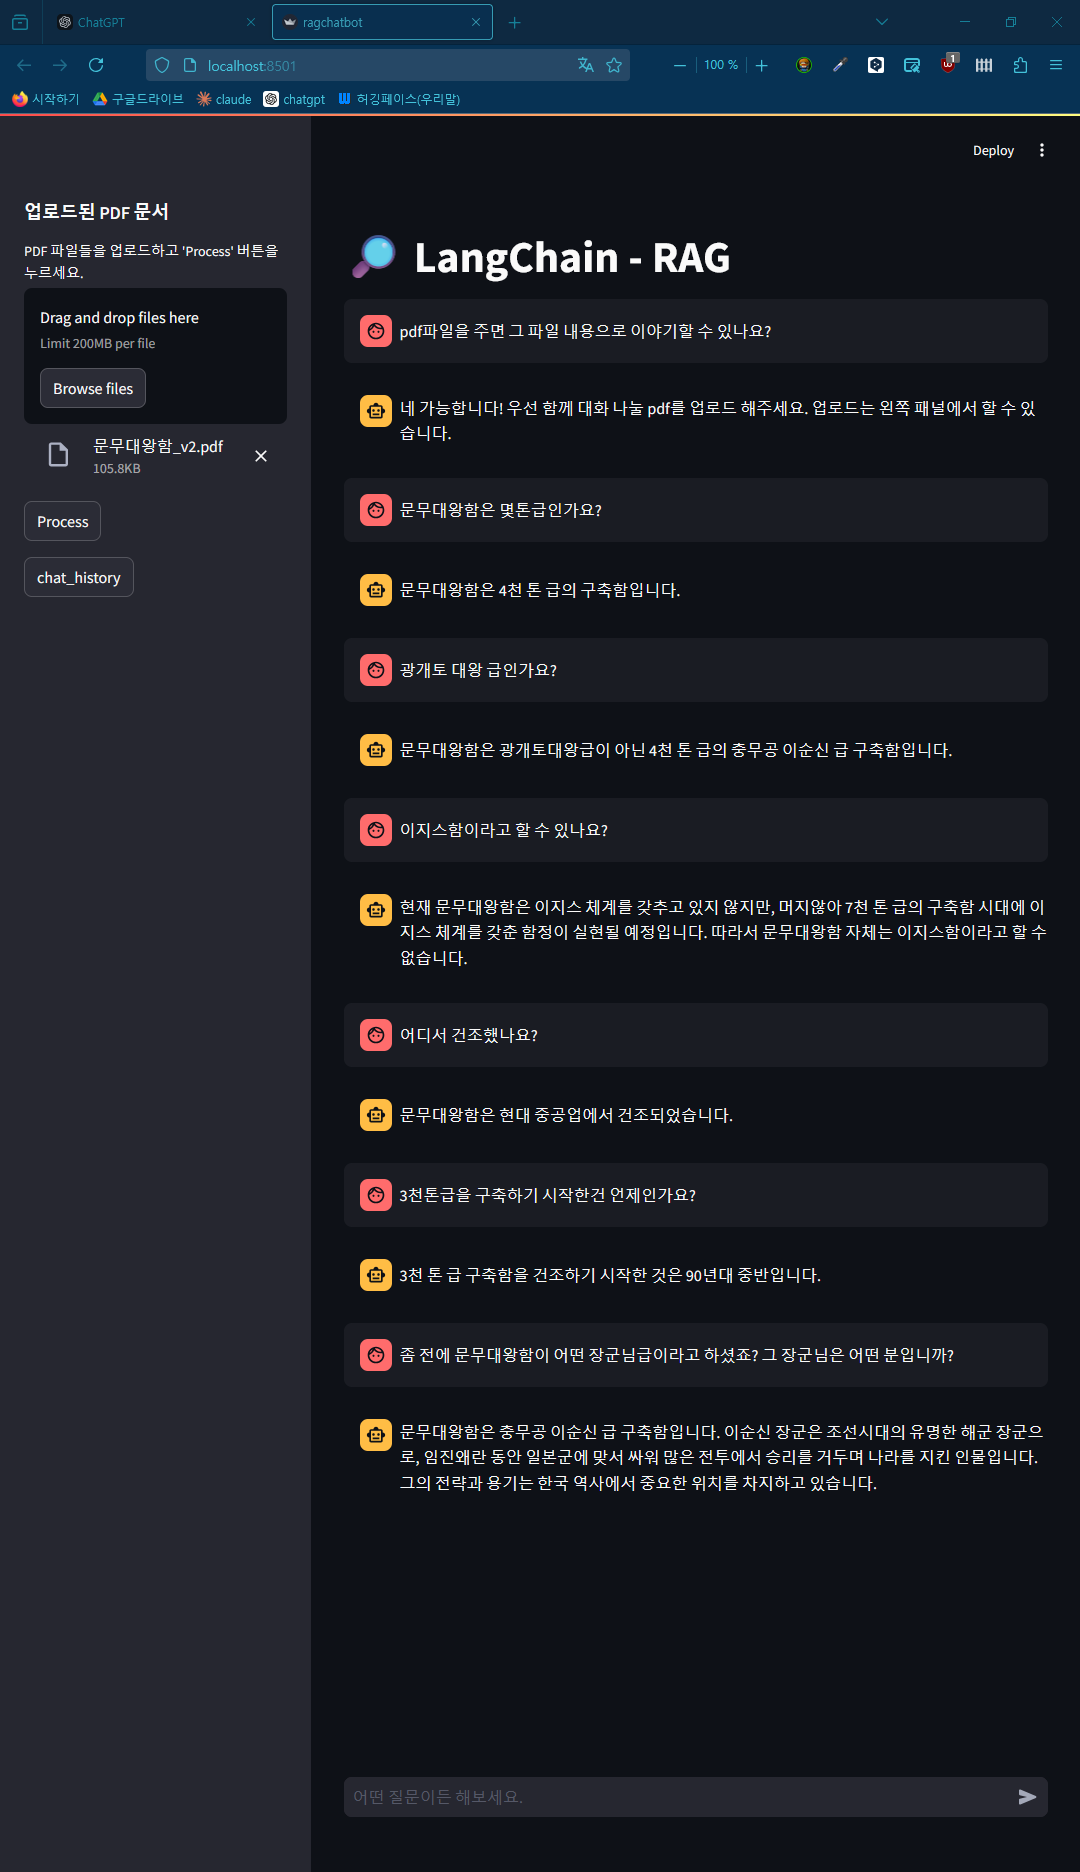 ChatGPT
ragchatbot
localhost:8501
100 %
1
시작하기
구글드라이브
claude
chatgpt
허깅페이스(우리말)
Deploy
업로드된 PDF 문서
PDF 파일들을 업로드하고 'Process' 버튼을
누르세요.
Drag and drop files here
Limit 200MB per file
Browse files
문무대왕함_v2.pdf
105.8KB
Process
chat_history
LangChain - RAG
pdf파일을 주면 그 파일 내용으로 이야기할 수 있나요?
네 가능합니다! 우선 함께 대화 나눌 pdf를 업로드 해주세요. 업로드는 왼쪽 패널에서 할 수 있
습니다.
문무대왕함은 몇톤급인가요?
문무대왕함은 4천 톤 급의 구축함입니다.
광개토 대왕 급인가요?
문무대왕함은 광개토대왕급이 아닌 4천 톤 급의 충무공 이순신 급 구축함입니다.
이지스함이라고 할 수 있나요?
현재 문무대왕함은 이지스 체계를 갖추고 있지 않지만, 머지않아 7천 톤 급의 구축함 시대에 이
지스 체계를 갖춘 함정이 실현될 예정입니다. 따라서 문무대왕함 자체는 이지스함이라고 할 수
없습니다.
어디서 건조했나요?
문무대왕함은 현대 중공업에서 건조되었습니다.
3천톤급을 구축하기 시작한건 언제인가요?
3천 톤 급 구축함을 건조하기 시작한 것은 90년대 중반입니다.
좀 전에 문무대왕함이 어떤 장군님급이라고 하셨죠? 그 장군님은 어떤 분입니까?
문무대왕함은 충무공 이순신 급 구축함입니다. 이순신 장군은 조선시대의 유명한 해군 장군으
로, 임진왜란 동안 일본군에 맞서 싸워 많은 전투에서 승리를 거두며 나라를 지킨 인물입니다.
그의 전략과 용기는 한국 역사에서 중요한 위치를 차지하고 있습니다.
어떤 질문이든 해보세요.